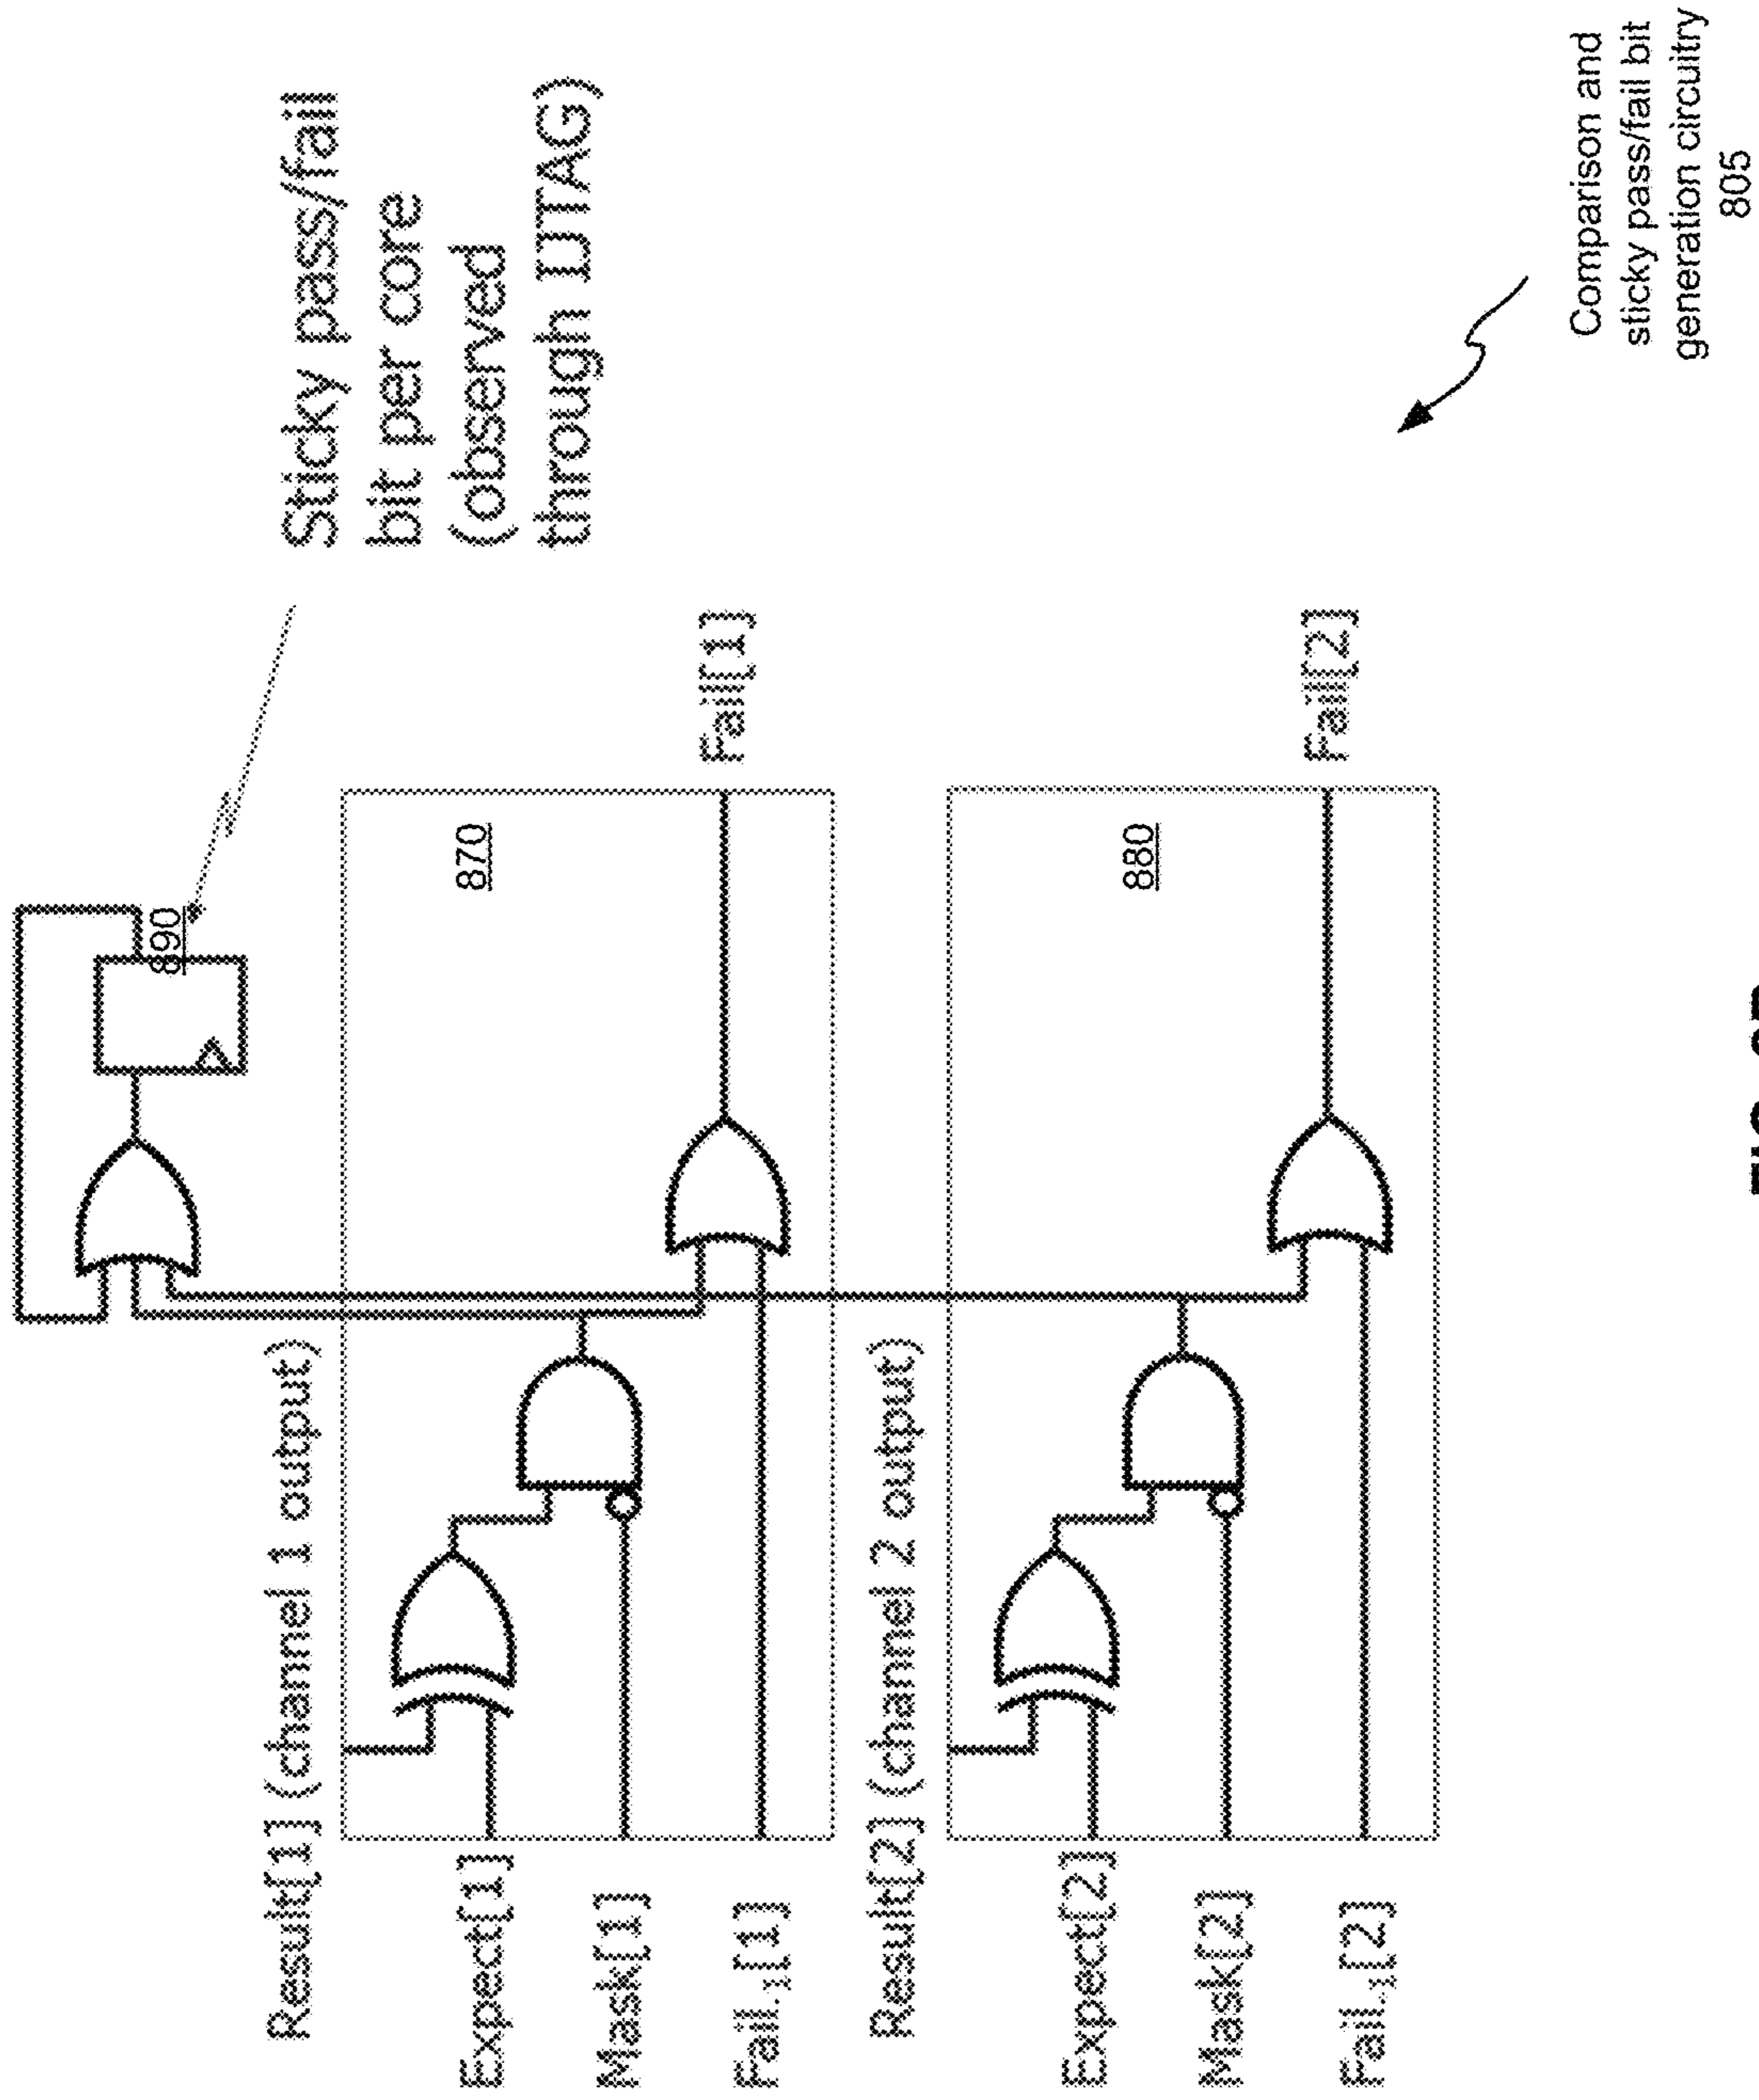 Sticky pass/fail
bit per core
(observed
through IJTAG)
890
Result[1] (channel 1 output)
870
Expect[1]
Mask[1]
Fail.₁[1]
Fail[1]
Result[2] (channel 2 output)
880
Expect[2]
Mask[2]
Fail.₁[2]
Fail[2]
Comparison and
sticky pass/fail bit
generation circuitry
805